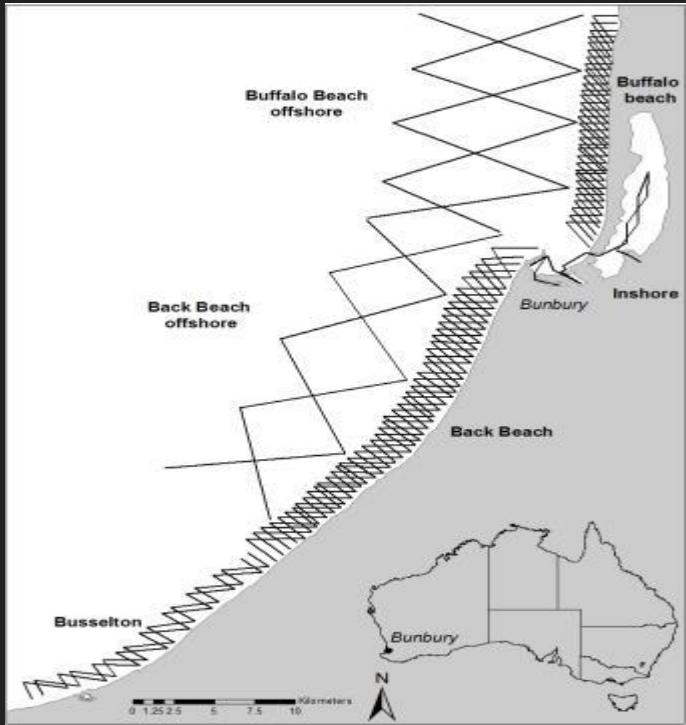 Buffalo Beach
offshore
Buffalo
beach
Back Beach
offshore
Inshore
Bunbury
Back Beach
Busselton
Bunbury
N
0 1.25 2.5 5 7.5 10 Kilometers